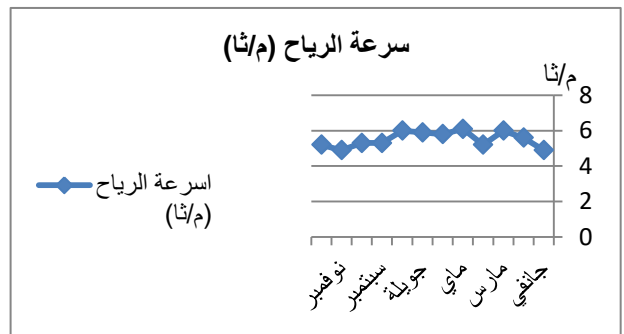 سرعة الرياح (م/ثا)
م/ثا
8
6
4
2
0
جانفي
مارس
ماي
جويلة
سبتمبر
نوفمبر
اسرعة الرياح
(م/ثا)